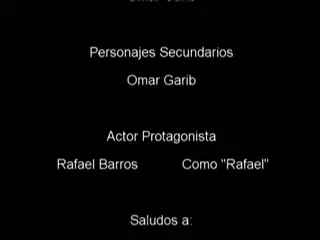 Personajes Secundarios
Omar Garib
Actor Protagonista
Rafael Barros Como "Rafael"
Saludos a: